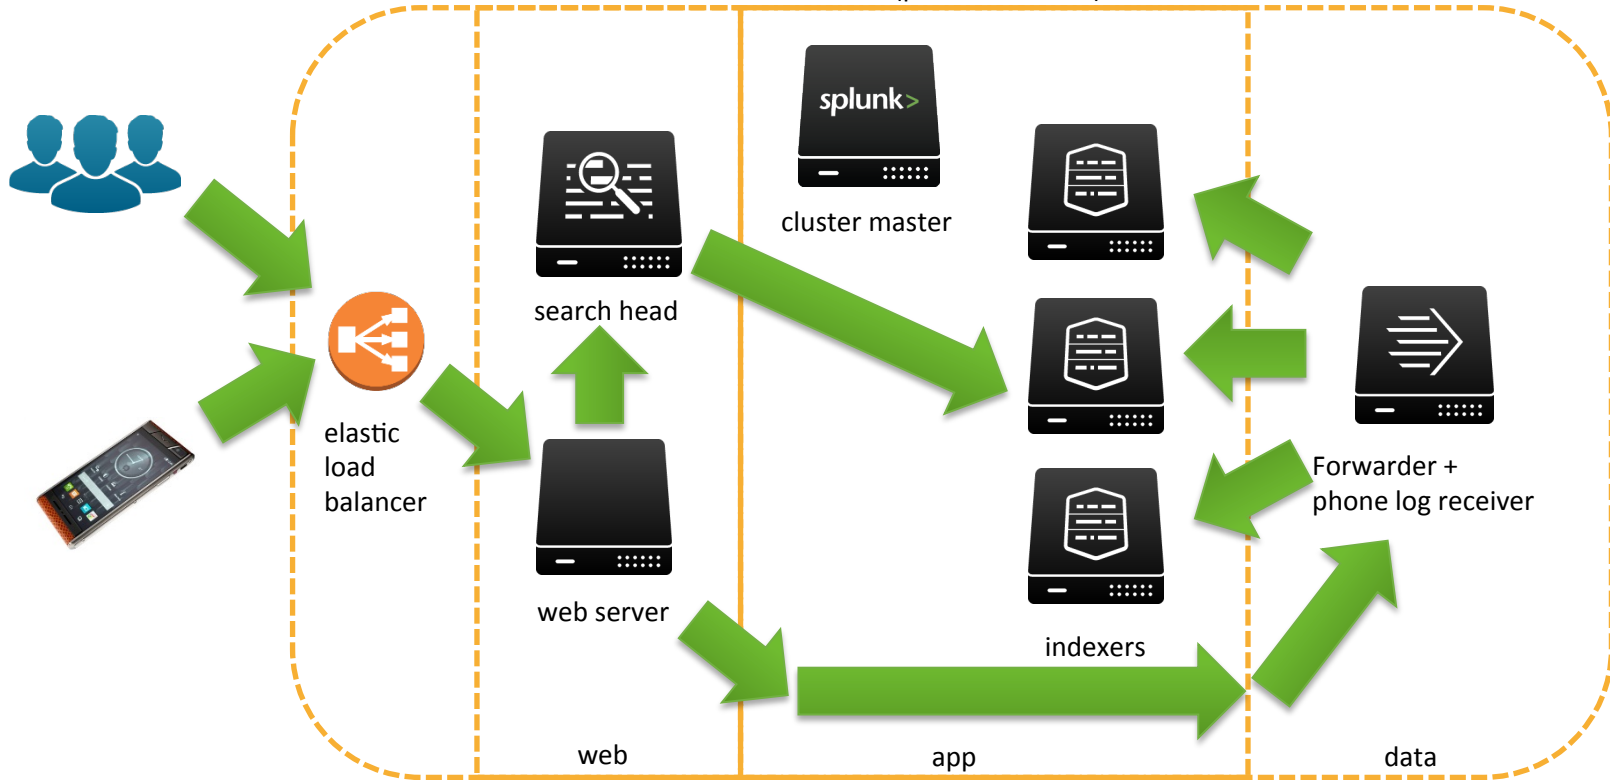 splunk>
cluster master
search head
elastic
load
balancer
Forwarder +
phone log receiver
web server
indexers
web
app
data